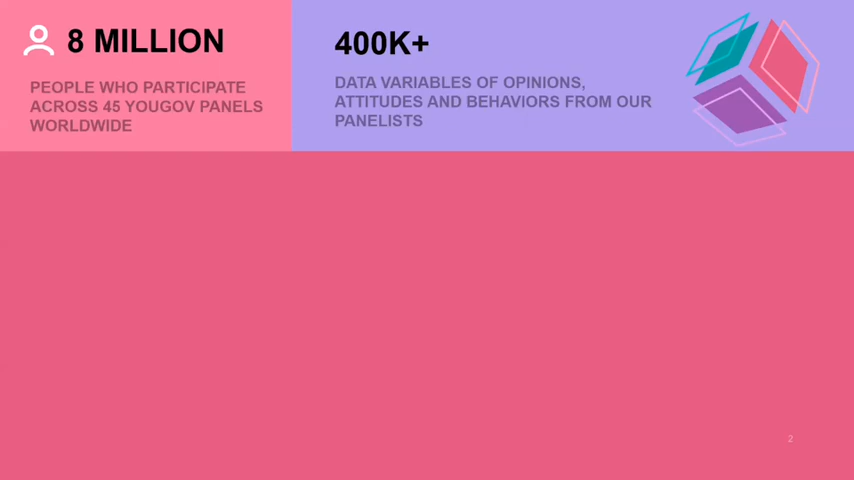 8 MILLION
PEOPLE WHO PARTICIPATE
ACROSS 45 YOUGOV PANELS
WORLDWIDE
400K+
DATA VARIABLES OF OPINIONS,
ATTITUDES AND BEHAVIORS FROM OUR
PANELISTS
2